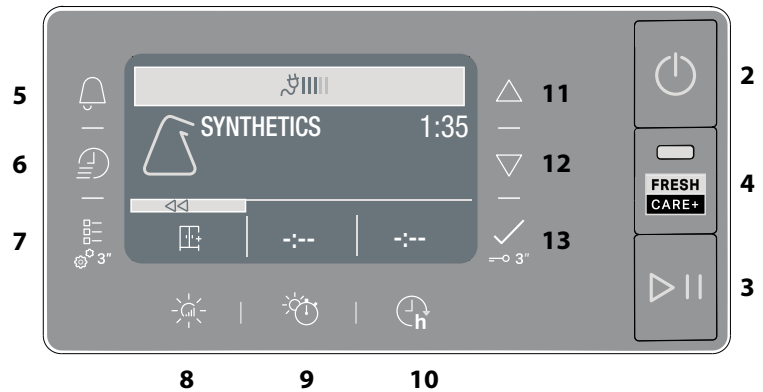 5
6
7
SYNTHETICS 1:35
-:-- -:--
3"
h
8 9 10
11
12
13
3"
2
FRESH
CARE+
4
3